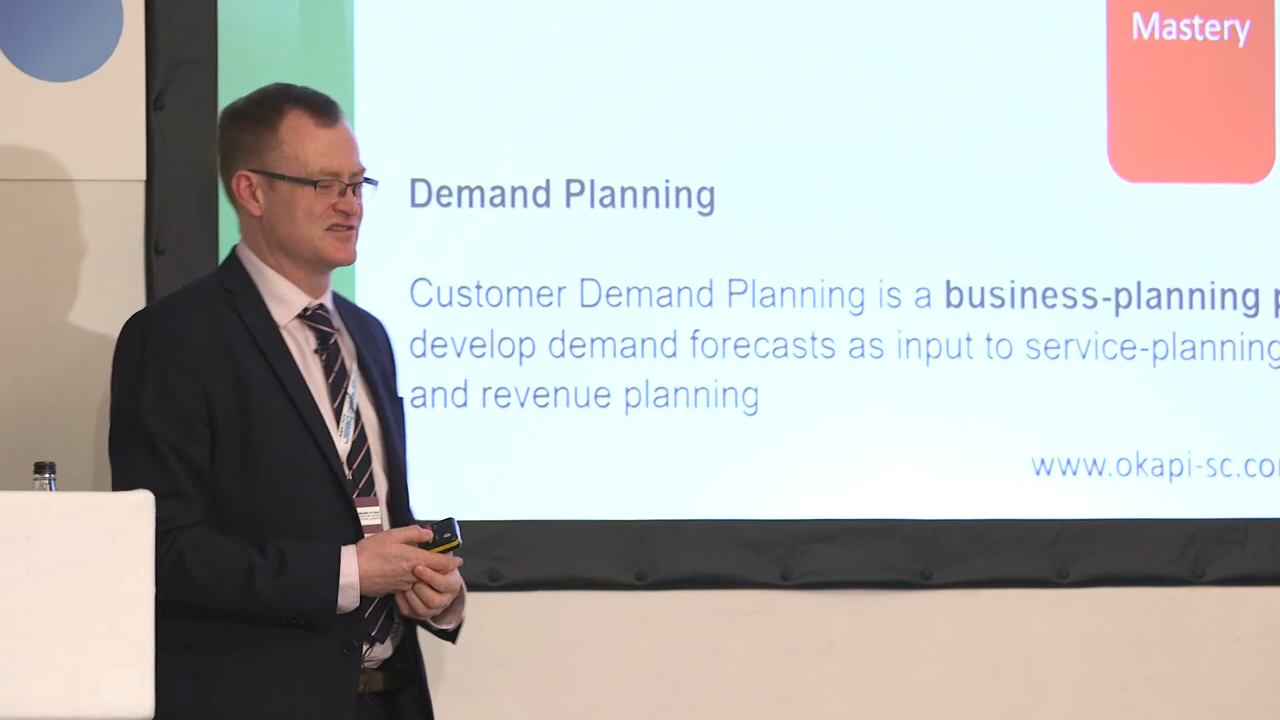 Mastery
Demand Planning
Customer Demand Planning is a business-planning
develop demand forecasts as input to service-planning
and revenue planning
www.okapi-sc.co